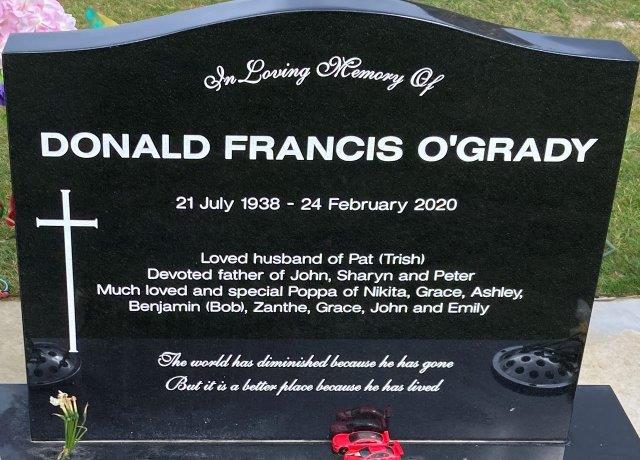 In Loving Memory Of
DONALD FRANCIS O'GRADY
21 July 1938 - 24 February 2020
Loved husband of Pat (Trish)
Devoted father of John, Sharyn and Peter
Much loved and special Poppa of Nikita, Grace, Ashley,
Benjamin (Bob), Zanthe, Grace, John and Emily
The world has diminished because he has gone
But it is a better place because he has lived